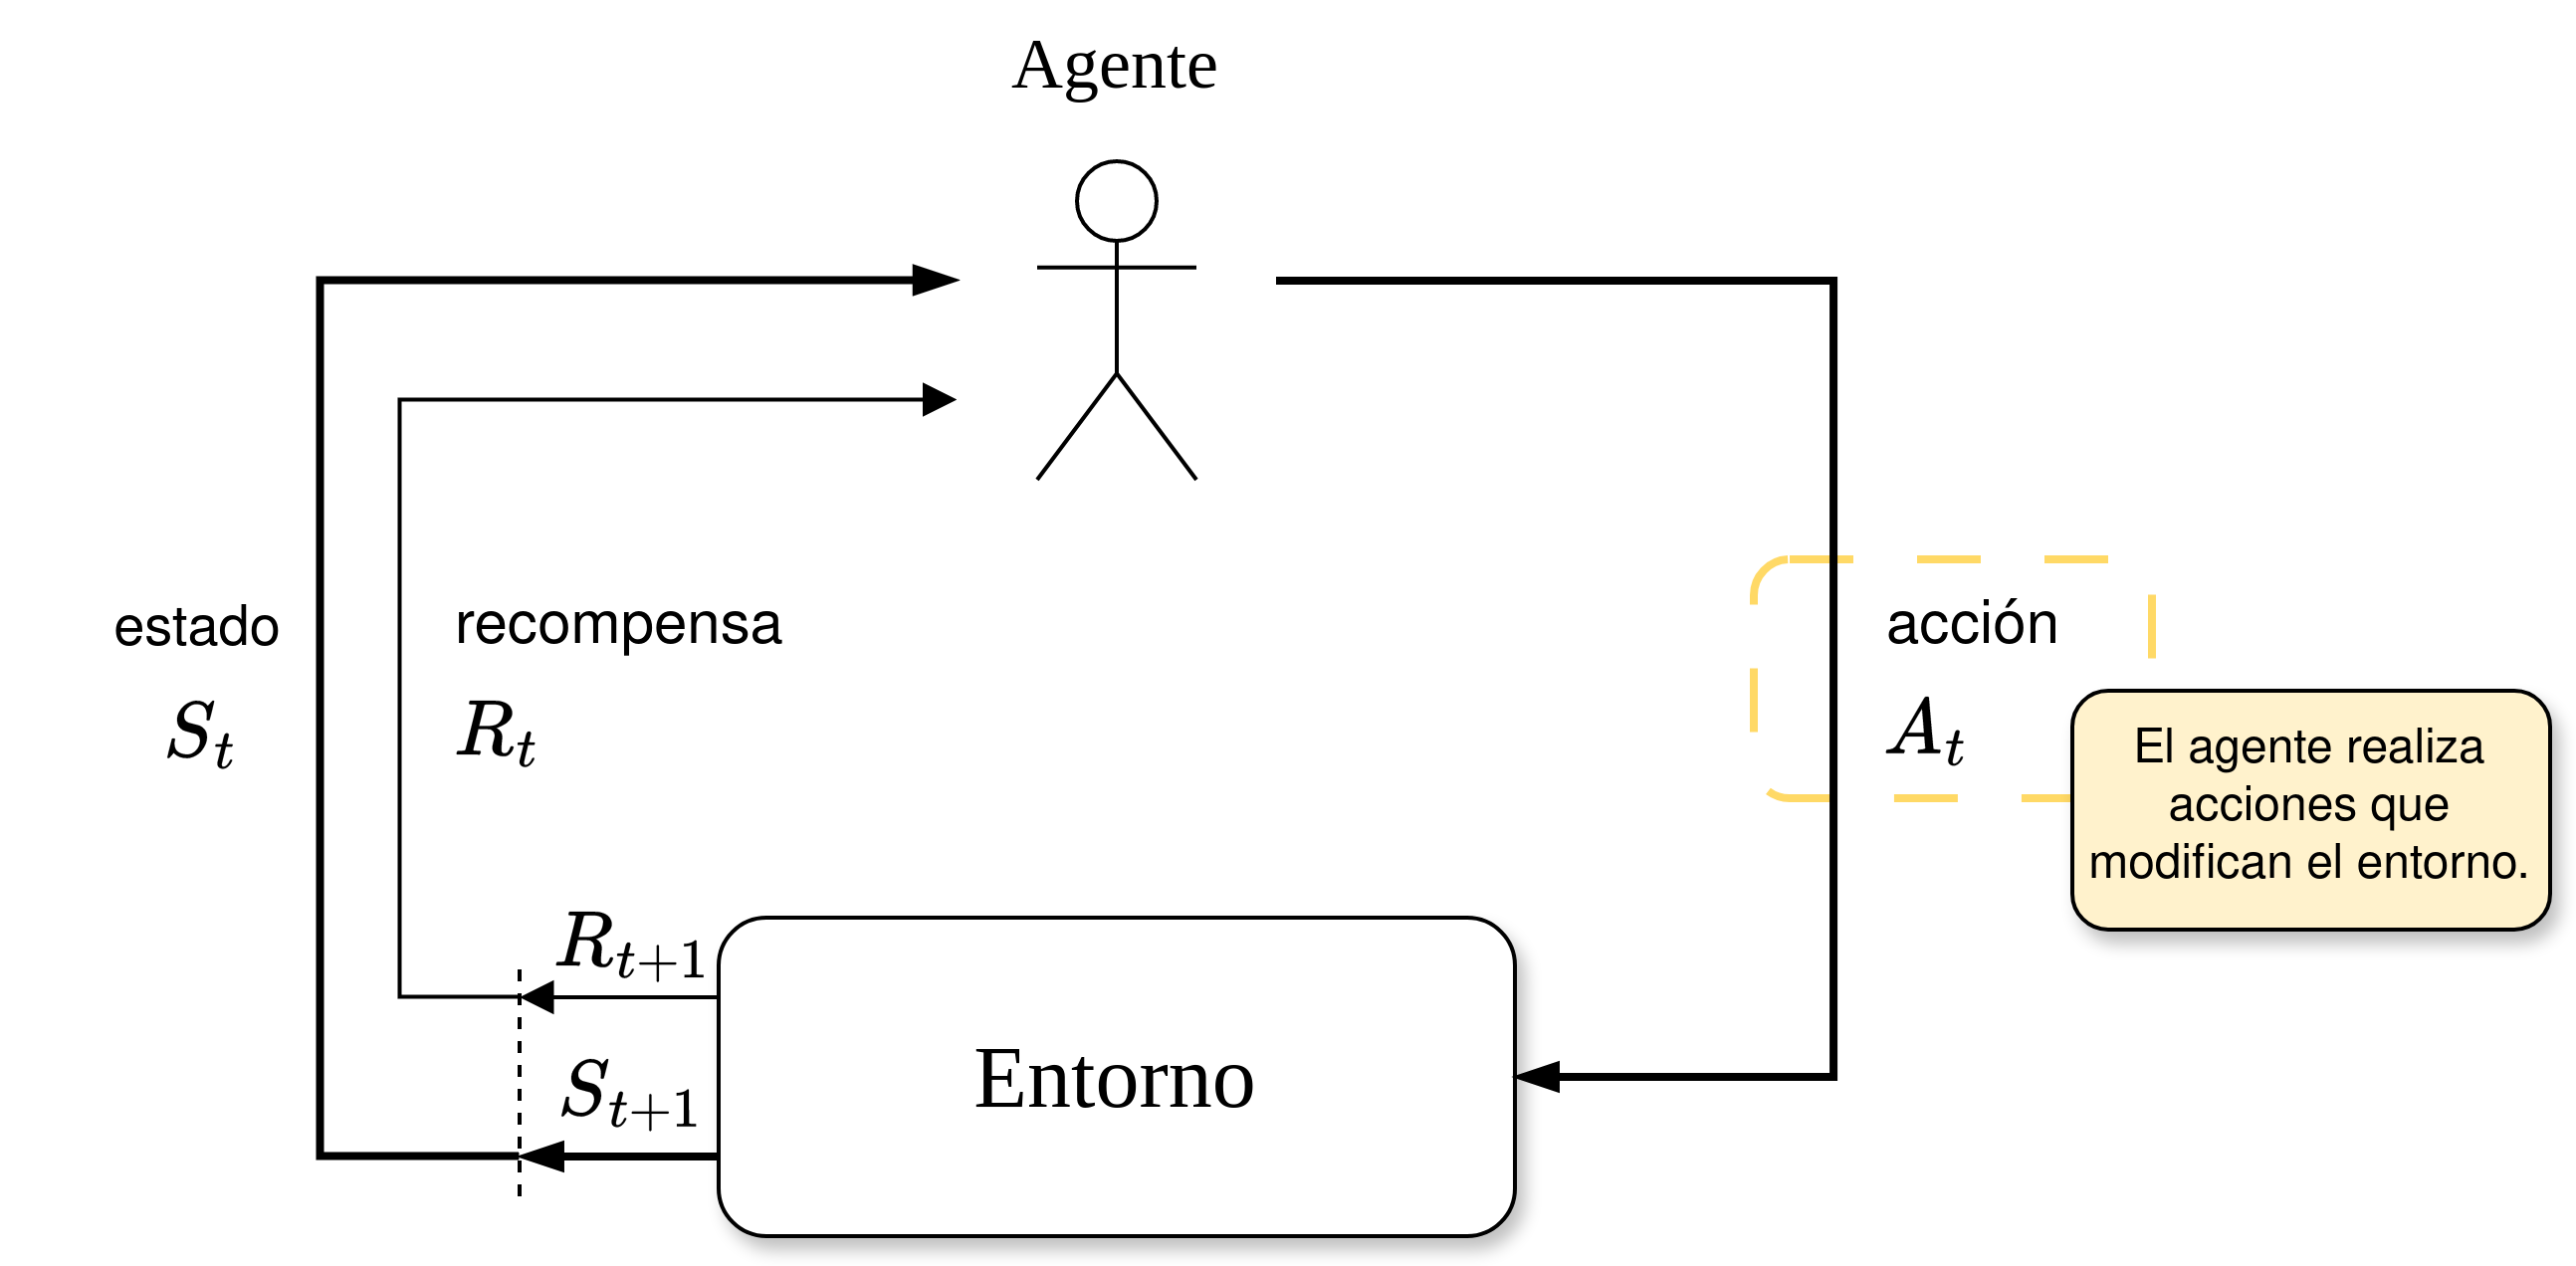 Agente
estado
S_t
recompensa
R_t
acción
A_t
El agente realiza
acciones que
modifican el entorno.
R_{t+1}
S_{t+1}
Entorno